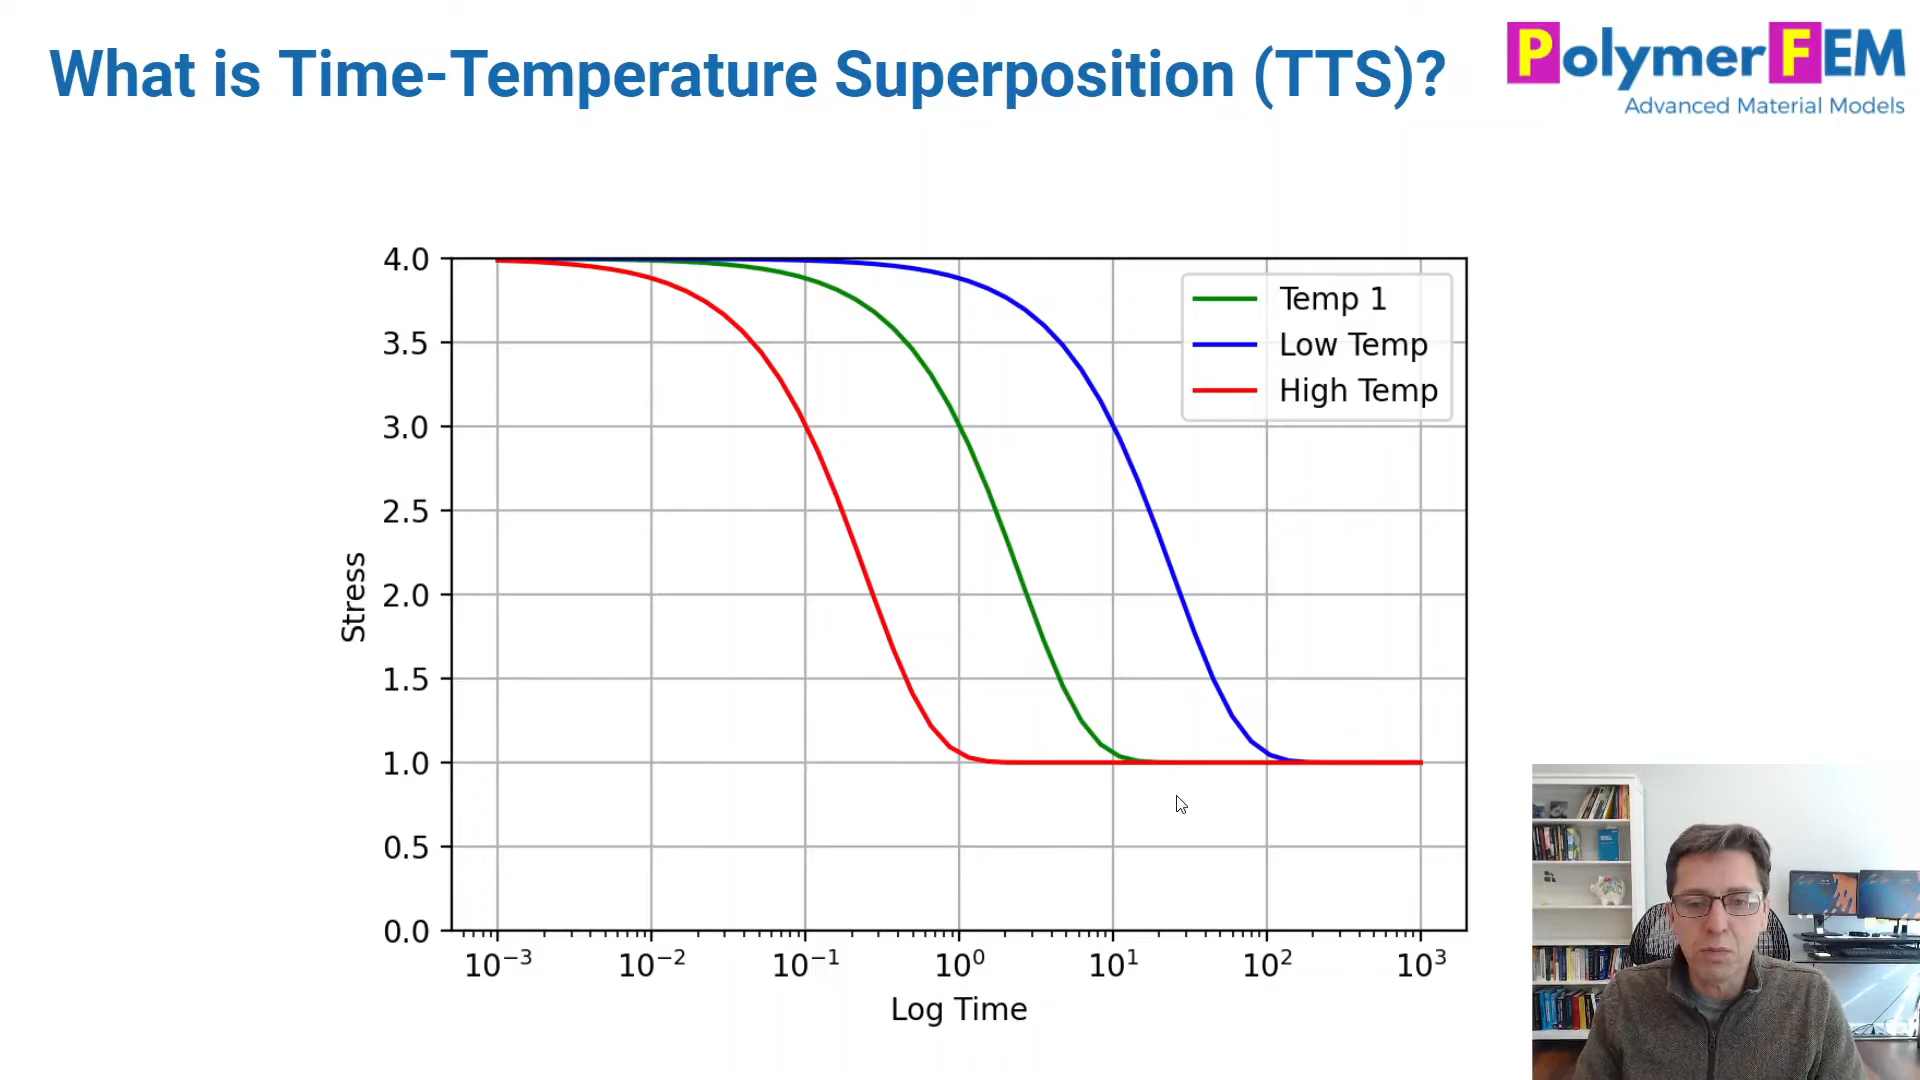 What is Time-Temperature Superposition (TTS)?
PolymerFEM
Advanced Material Models
4.0
3.5
3.0
2.5
2.0
1.5
1.0
0.5
0.0
Stress
Temp 1
Low Temp
High Temp
10⁻³ 10⁻² 10⁻¹ 10⁰ 10¹ 10² 10³
Log Time